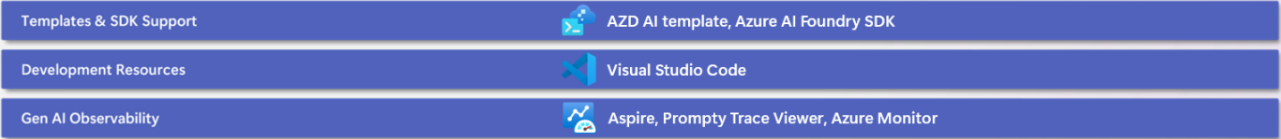 Templates & SDK Support AZD AI template, Azure AI Foundry SDK
Development Resources Visual Studio Code
Gen AI Observability Aspire, Prompty Trace Viewer, Azure Monitor